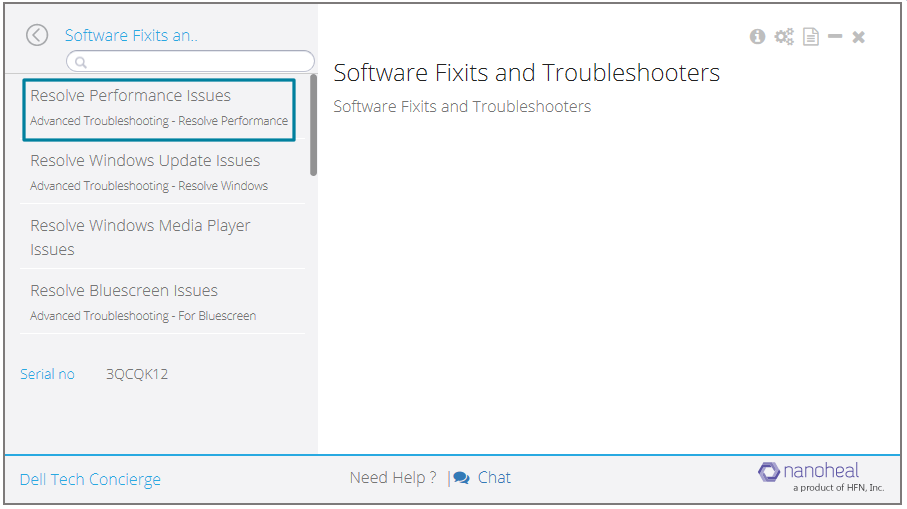 Software Fixits an..
Resolve Performance Issues
Advanced Troubleshooting - Resolve Performance
Resolve Windows Update Issues
Advanced Troubleshooting - Resolve Windows
Resolve Windows Media Player
Issues
Resolve Bluescreen Issues
Advanced Troubleshooting - For Bluescreen
Serial no 3QCQK12
Software Fixits and Troubleshooters
Software Fixits and Troubleshooters
Dell Tech Concierge
Need Help ? | Chat
nanoheal
a product of HFN, Inc.